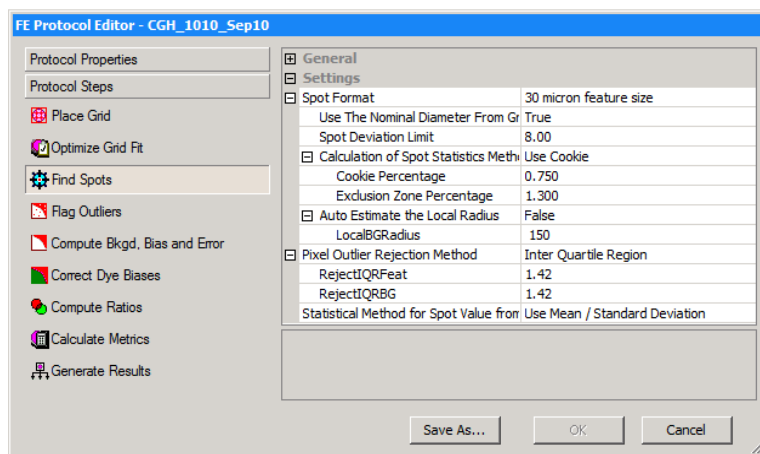 FE Protocol Editor - CGH_1010_Sep10
Protocol Properties
Protocol Steps
Place Grid
Optimize Grid Fit
Find Spots
Flag Outliers
Compute Bkgd, Bias and Error
Correct Dye Biases
Compute Ratios
Calculate Metrics
Generate Results
General
Settings
Spot Format 30 micron feature size
Use The Nominal Diameter From Gr True
Spot Deviation Limit 8.00
Calculation of Spot Statistics Meth Use Cookie
Cookie Percentage 0.750
Exclusion Zone Percentage 1.300
Auto Estimate the Local Radius False
LocalBGRadius 150
Pixel Outlier Rejection Method Inter Quartile Region
RejectIQRFeat 1.42
RejectIQRBG 1.42
Statistical Method for Spot Value from Use Mean / Standard Deviation
Save As... OK Cancel